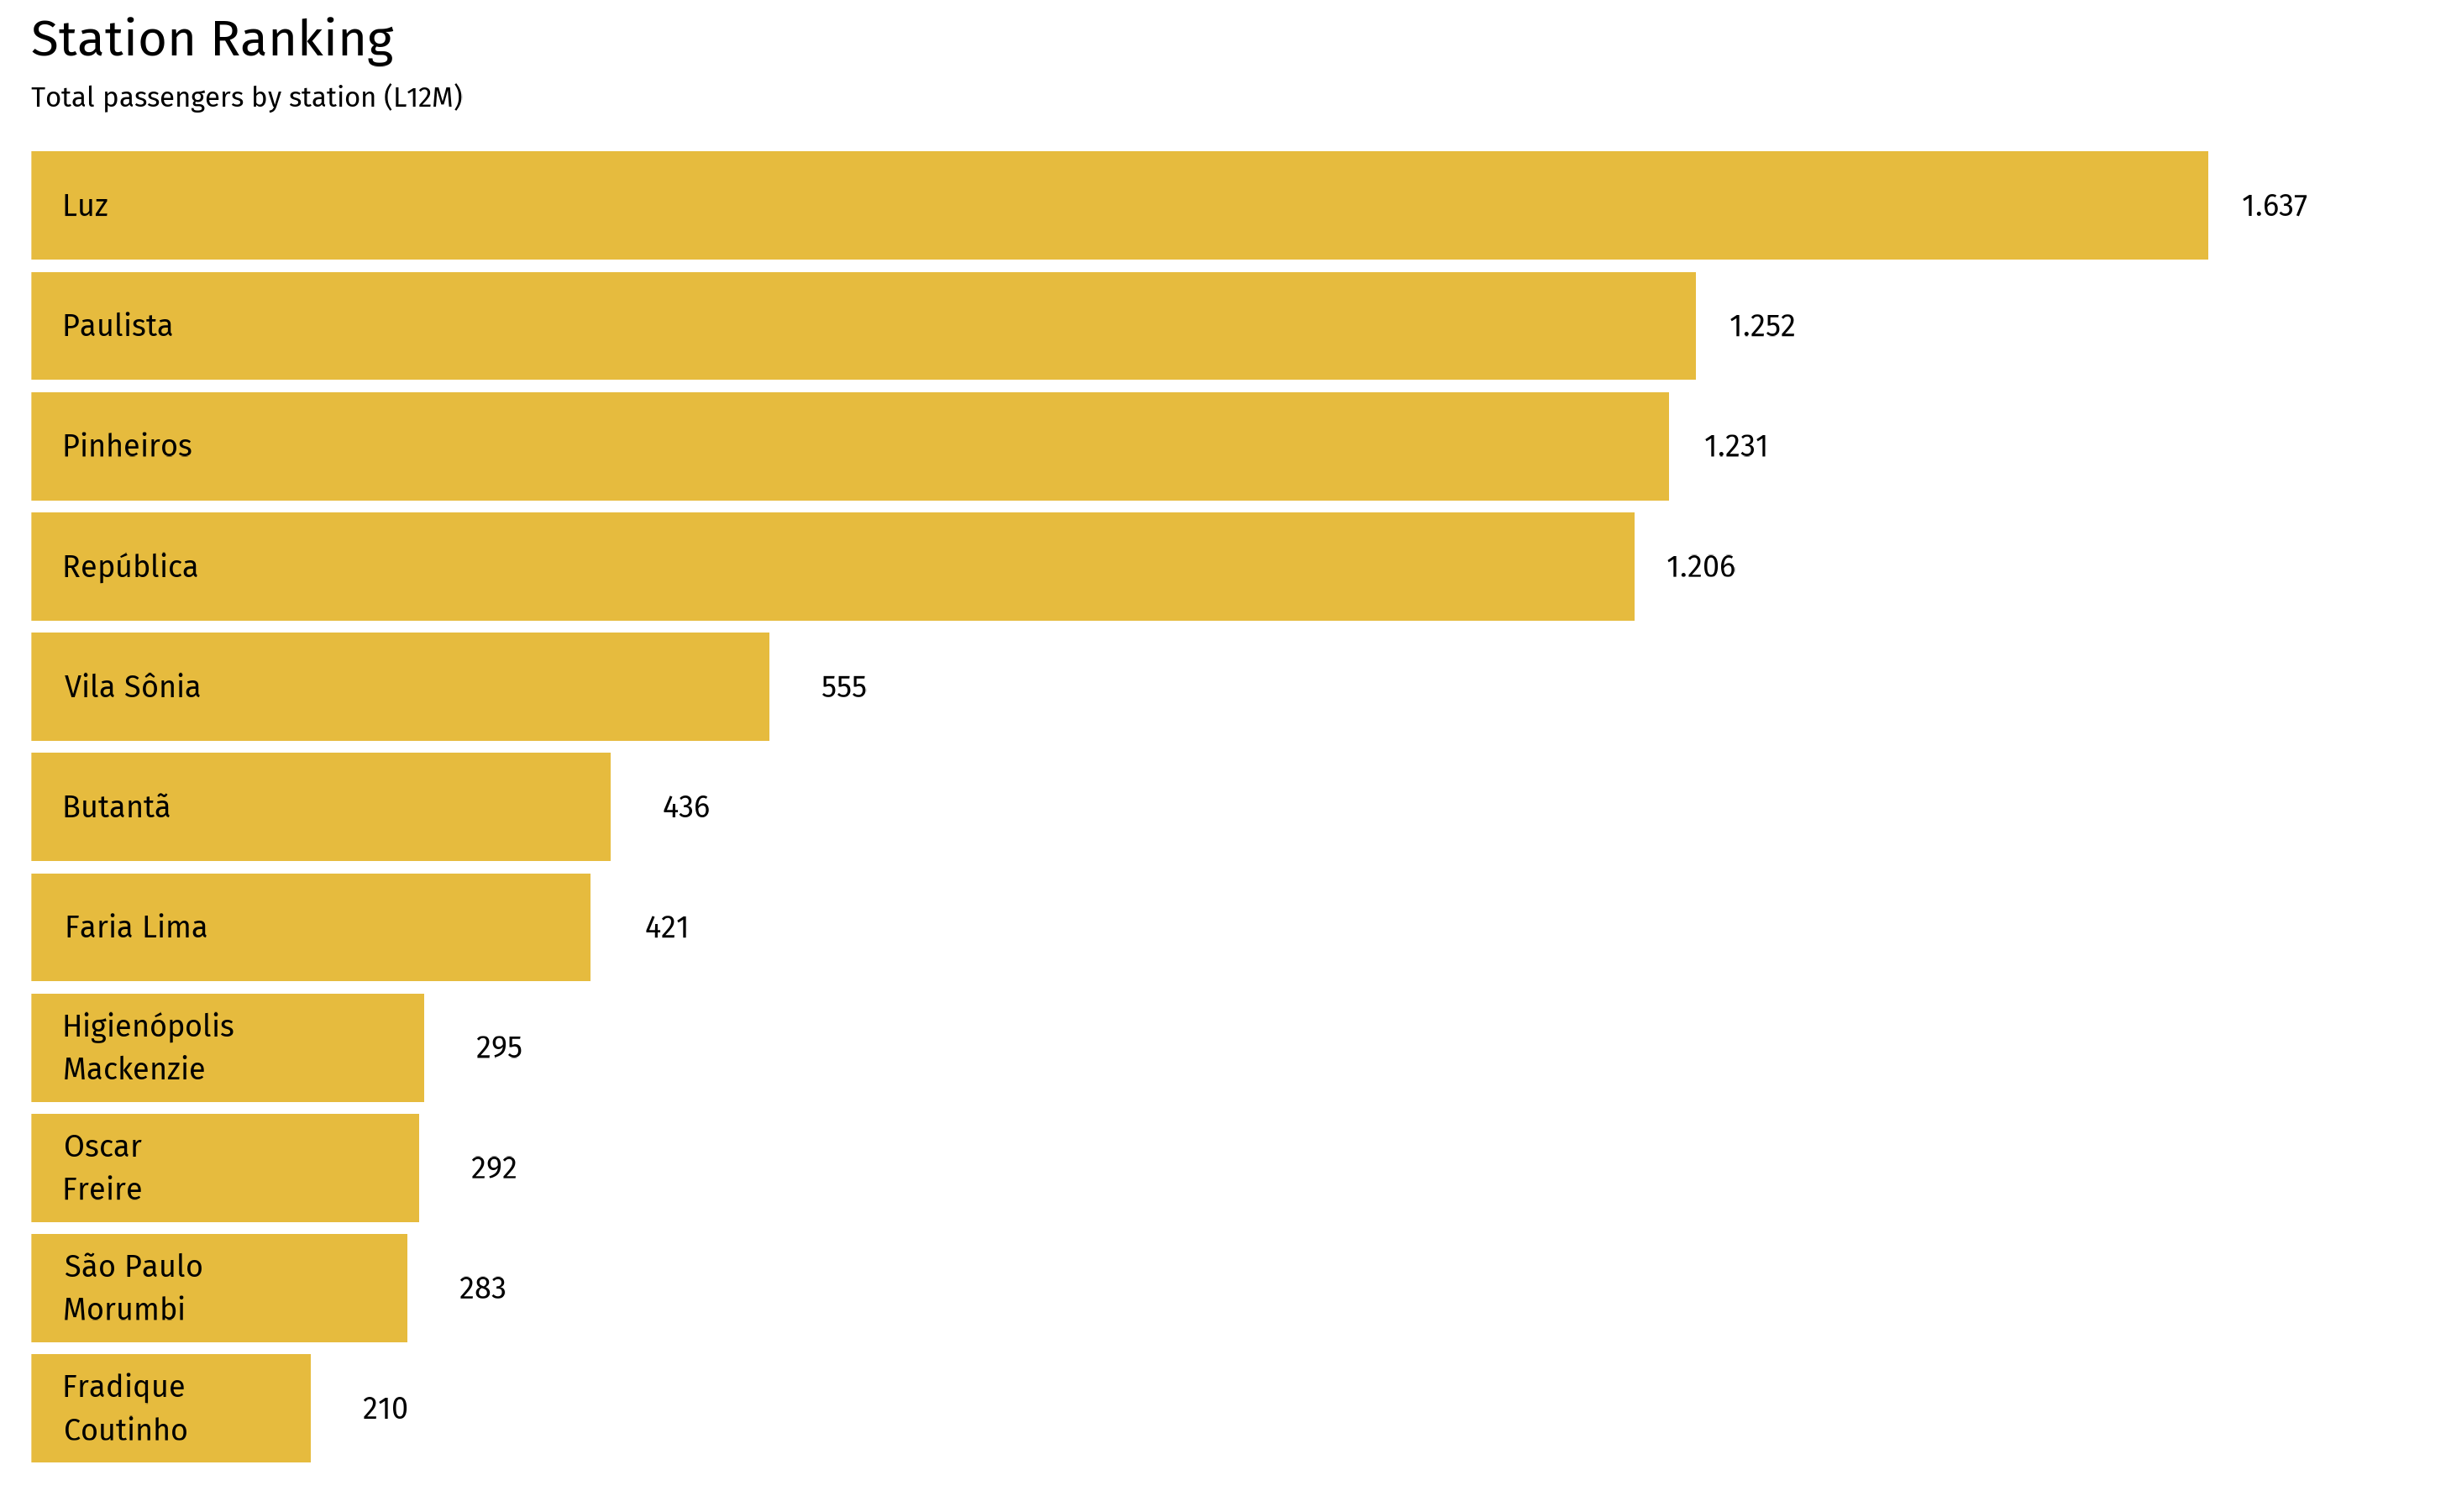 Station Ranking
Total passengers by station (L12M)
Luz
1.637
Paulista
1.252
Pinheiros
1.231
República
1.206
Vila Sônia
555
Butantã
436
Faria Lima
421
Higienópolis
Mackenzie
295
Oscar
Freire
292
São Paulo
Morumbi
283
Fradique
Coutinho
210